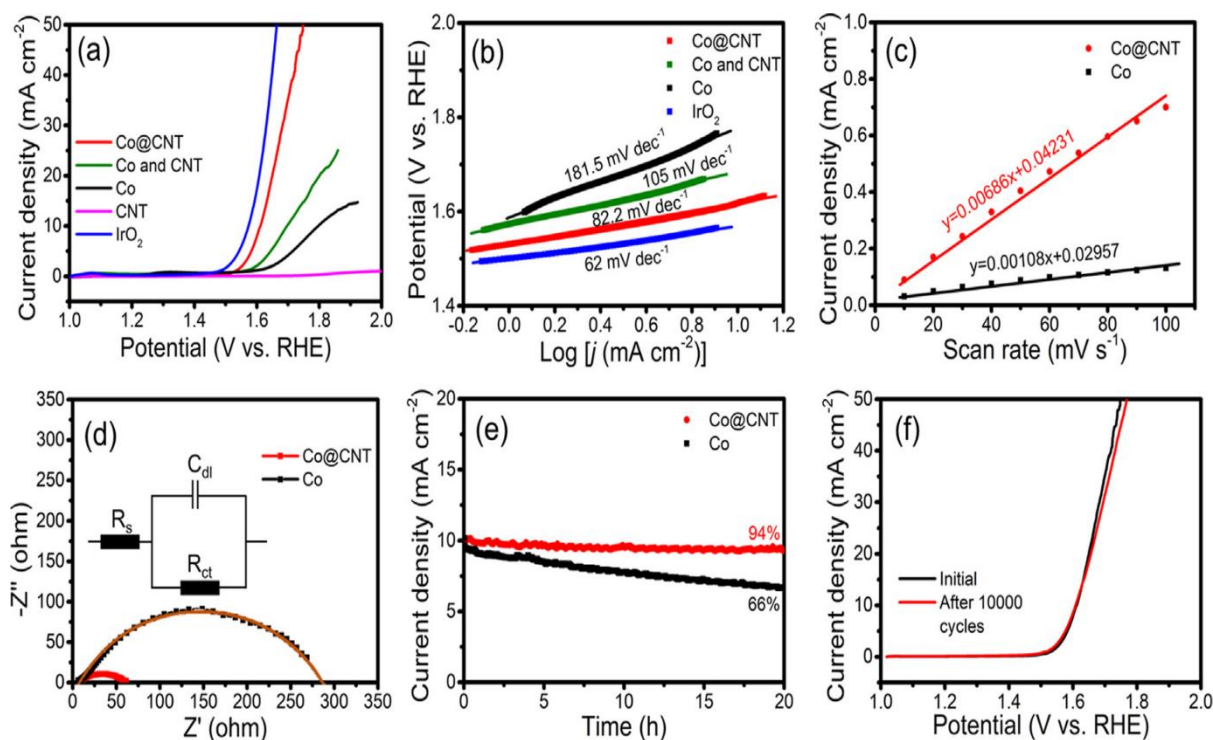 (a)
Current density (mA cm⁻²)
50
40
30
20
10
0
Co@CNT
Co and CNT
Co
CNT
IrO₂
1.0 1.2 1.4 1.6 1.8 2.0
Potential (V vs. RHE)
(b)
Potential (V vs. RHE)
2.0
1.8
1.6
1.4
Co@CNT
Co and CNT
Co
IrO₂
181.5 mV dec⁻¹
105 mV dec⁻¹
82.2 mV dec⁻¹
62 mV dec⁻¹
-0.2 0.0 0.2 0.4 0.6 0.8 1.0 1.2
Log [j (mA cm⁻²)]
(c)
Current density (mA cm⁻²)
1.0
0.8
0.6
0.4
0.2
0.0
Co@CNT
Co
y=0.00686x+0.04231
y=0.00108x+0.02957
0 20 40 60 80 100
Scan rate (mV s⁻¹)
(d)
-Z'' (ohm)
350
300
250
200
150
100
50
0
Co@CNT
Co
C_dl
R_s
R_ct
0 50 100 150 200 250 300 350
Z' (ohm)
(e)
Current density (mA cm⁻²)
20
15
10
5
0
Co@CNT
Co
94%
66%
0 5 10 15 20
Time (h)
(f)
Current density (mA cm⁻²)
50
40
30
20
10
0
Initial
After 10000
cycles
1.0 1.2 1.4 1.6 1.8 2.0
Potential (V vs. RHE)